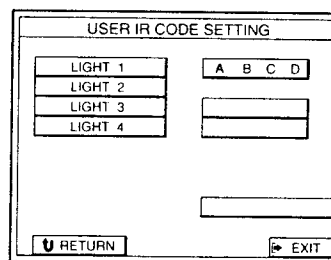 USER IR CODE SETTING
LIGHT 1
A B C D
LIGHT 2
LIGHT 3
LIGHT 4
RETURN
EXIT